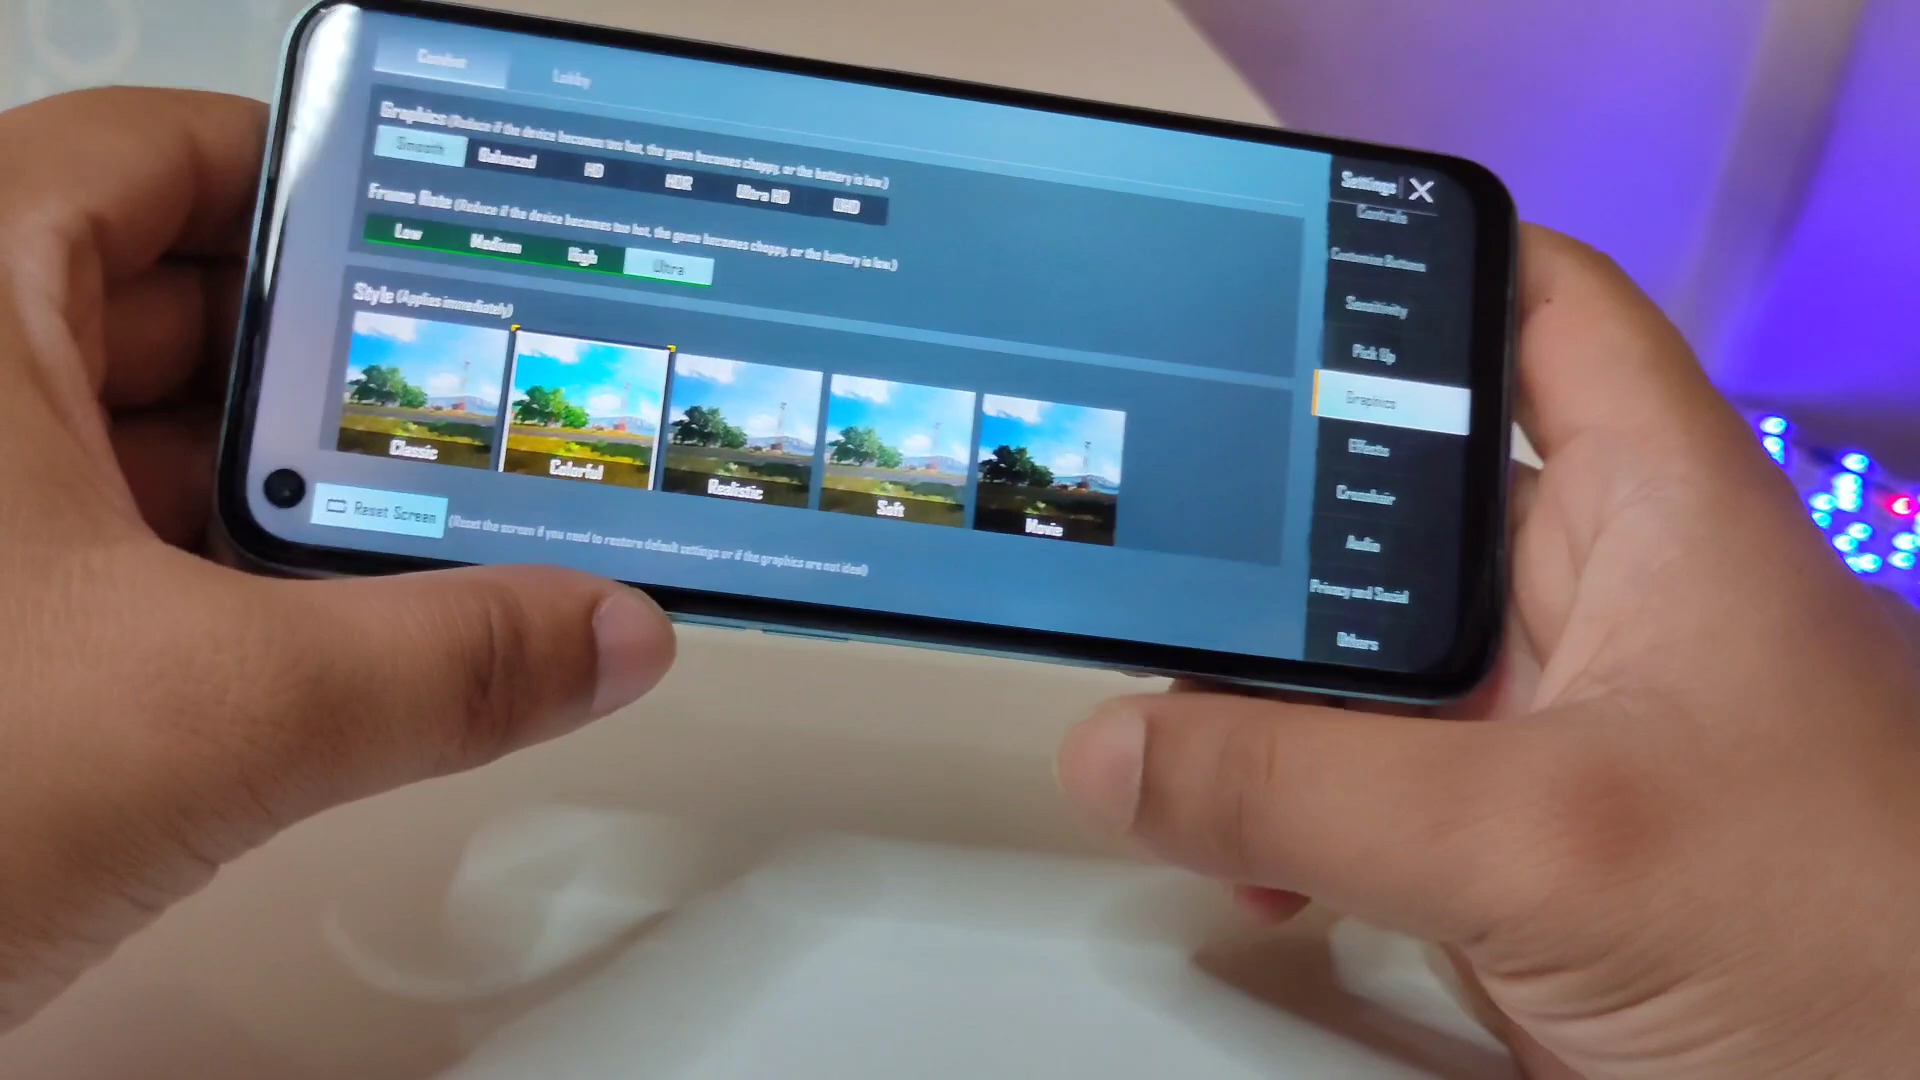 Combat
Lobby
Graphics (Reduce if the device becomes too hot, the game becomes choppy, or the battery is low.)
Smooth Balanced HD HDR Ultra HD UHD
Frame Rate (Reduce if the device becomes too hot, the game becomes choppy, or the battery is low.)
Low Medium High Ultra
Style (Applies immediately)
Classic Colorful Realistic Soft Movie
Reset Screen (Reset the screen if you need to restore default settings or if the graphics are not ideal)
Settings
Controls
Customize Buttons
Sensitivity
Pick Up
Graphics
Effects
Crosshair
Audio
Privacy and Social
Others